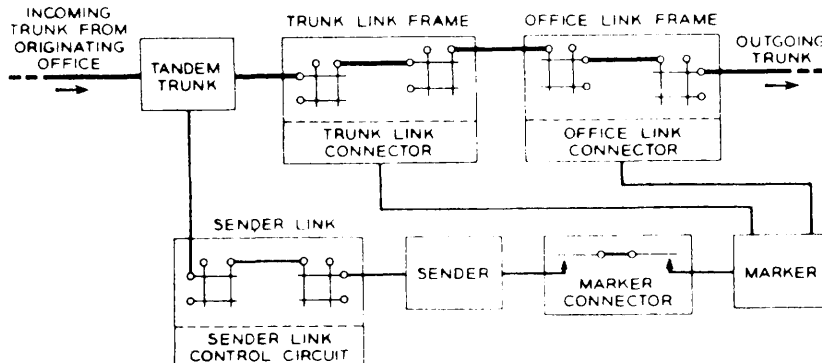 INCOMING
TRUNK FROM
ORIGINATING
OFFICE
TANDEM
TRUNK
TRUNK LINK FRAME
TRUNK LINK
CONNECTOR
OFFICE LINK FRAME
OFFICE LINK
CONNECTOR
OUTGOING
TRUNK
SENDER LINK
SENDER LINK
CONTROL CIRCUIT
SENDER
MARKER
CONNECTOR
MARKER